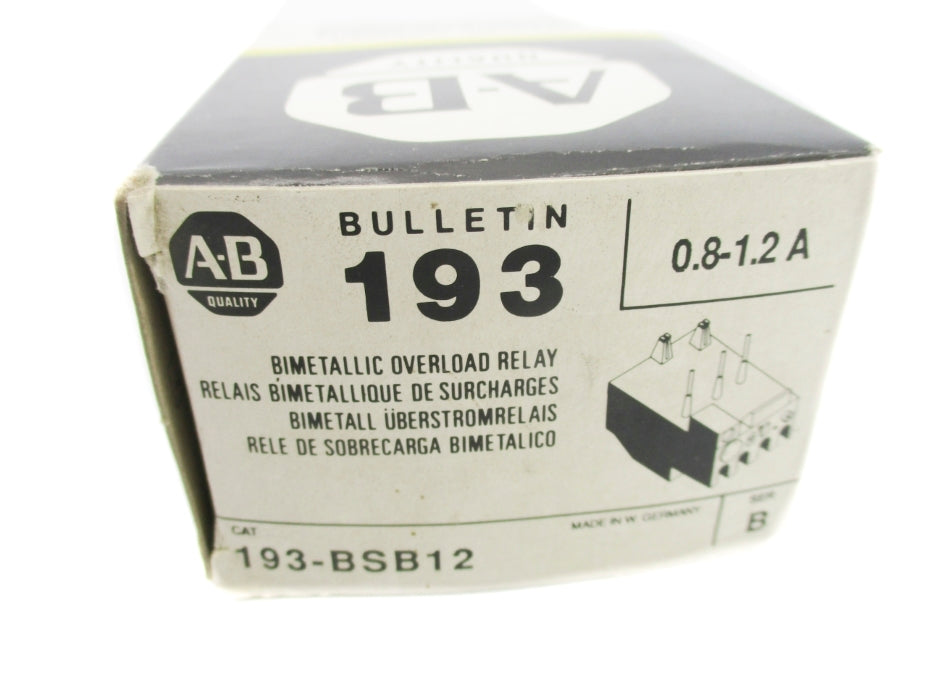 A-B
QUALITY
A-B
QUALITY
BULLETIN
193
0.8-1.2 A
BIMETALLIC OVERLOAD RELAY
RELAIS BIMETALLIQUE DE SURCHARGES
BIMETALL ÜBERSTROMRELAIS
RELE DE SOBRECARGA BIMETALICO
CAT
193-BSB12
MADE IN W. GERMANY
SER
B